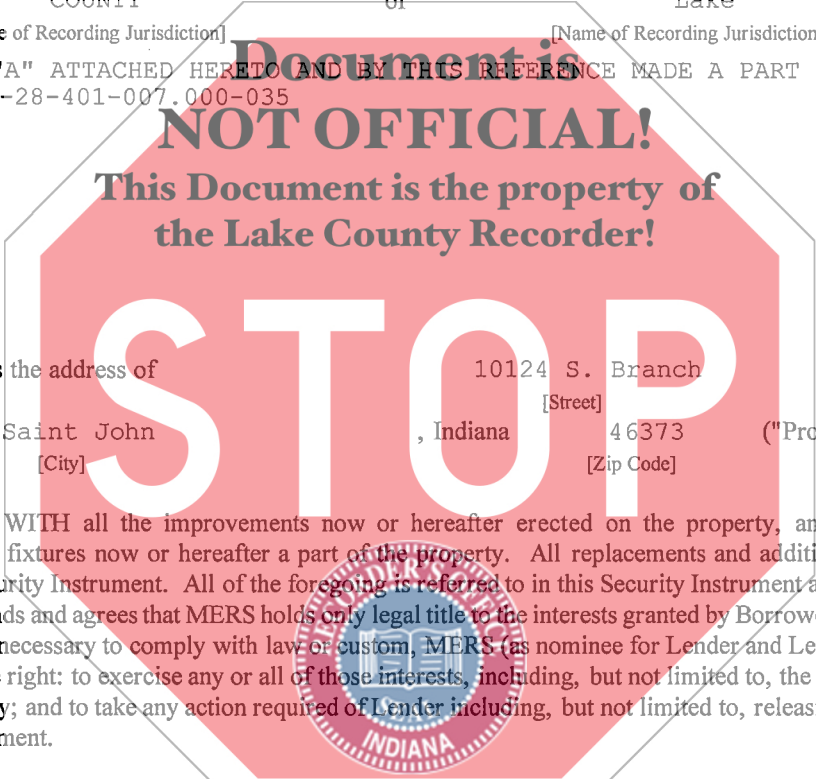 COUNTY of Lake
e of Recording Jurisdiction] [Name of Recording Jurisdiction
Document is
"A" ATTACHED HERETO AND BY THIS REFERENCE MADE A PART
-28-401-007.000-035
NOT OFFICIAL!
This Document is the property of
the Lake County Recorder!
STOP
s the address of 10124 S. Branch
[Street]
Saint John , Indiana 46373 ("Pro
[City] [Zip Code]
WITH all the improvements now or hereafter erected on the property, an
fixtures now or hereafter a part of the property. All replacements and additi
urity Instrument. All of the foregoing is referred to in this Security Instrument a
ds and agrees that MERS holds only legal title to the interests granted by Borrowe
necessary to comply with law or custom, MERS (as nominee for Lender and Le
right: to exercise any or all of those interests, including, but not limited to, the
y; and to take any action required of Lender including, but not limited to, releas
ment.
RECORDER'S OFFICE
SEAL
INDIANA